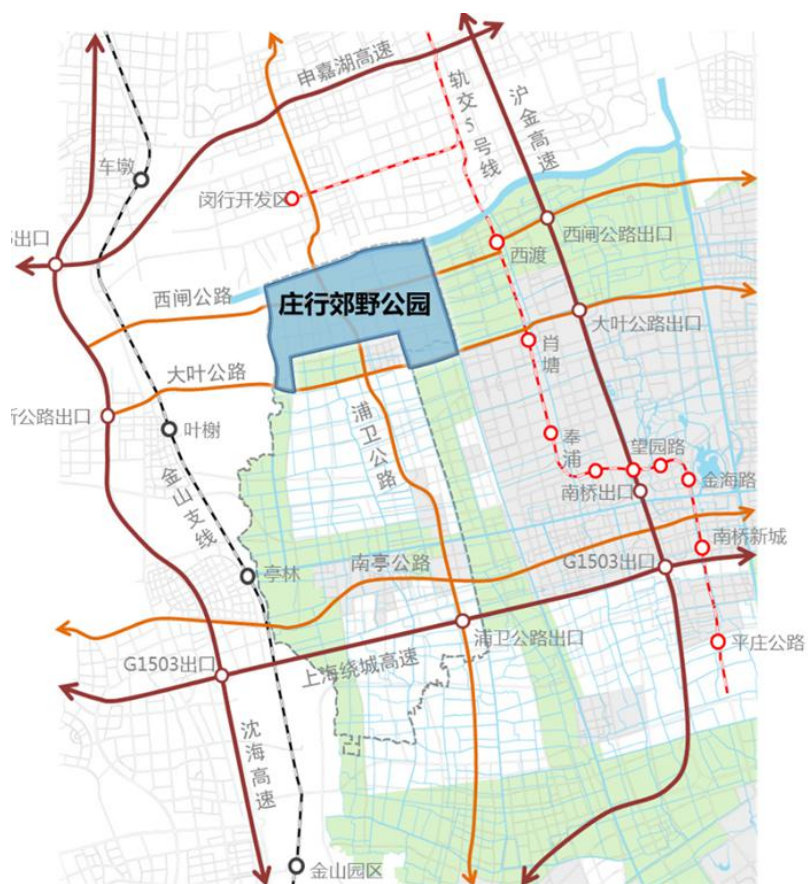 申嘉湖高速
轨交5号线
沪金高速
车墩
闵行开发区
出口
西闸公路出口
西渡
西闸公路
庄行郊野公园
大叶公路出口
肖塘
大叶公路
公路出口
叶榭
浦卫公路
奉浦
望园路
南桥出口
金海路
金山支线
南桥新城
亭林
南亭公路
G1503出口
浦卫公路出口
平庄公路
G1503出口
上海绕城高速
沈海高速
金山园区